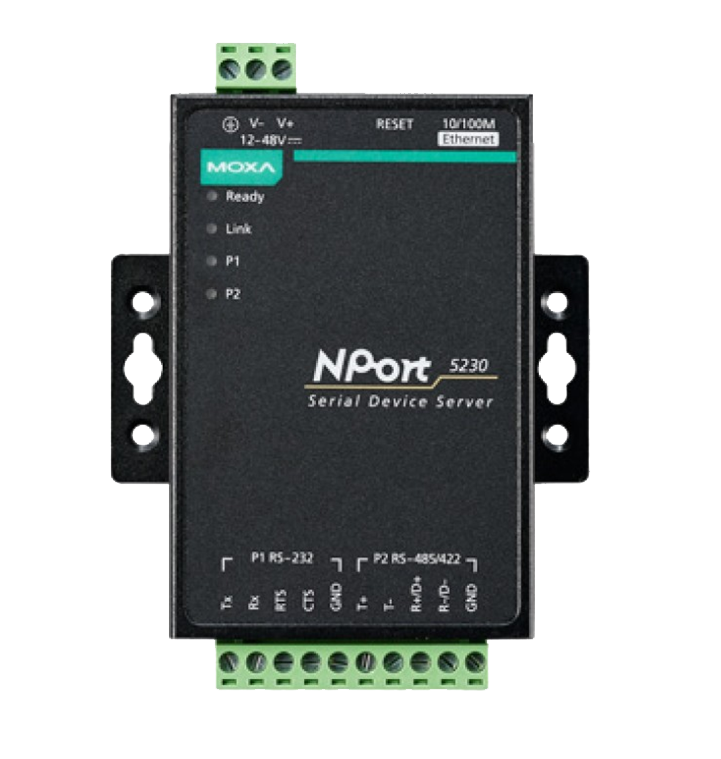 V- V+ RESET 10/100M
12-48V⎓ Ethernet
MOXA
Ready
Link
P1
P2
NPort 5230
Serial Device Server
P1 RS-232 P2 RS-485/422
Tx Rx RTS CTS GND T+ T- R+/D+ R-/D- GND